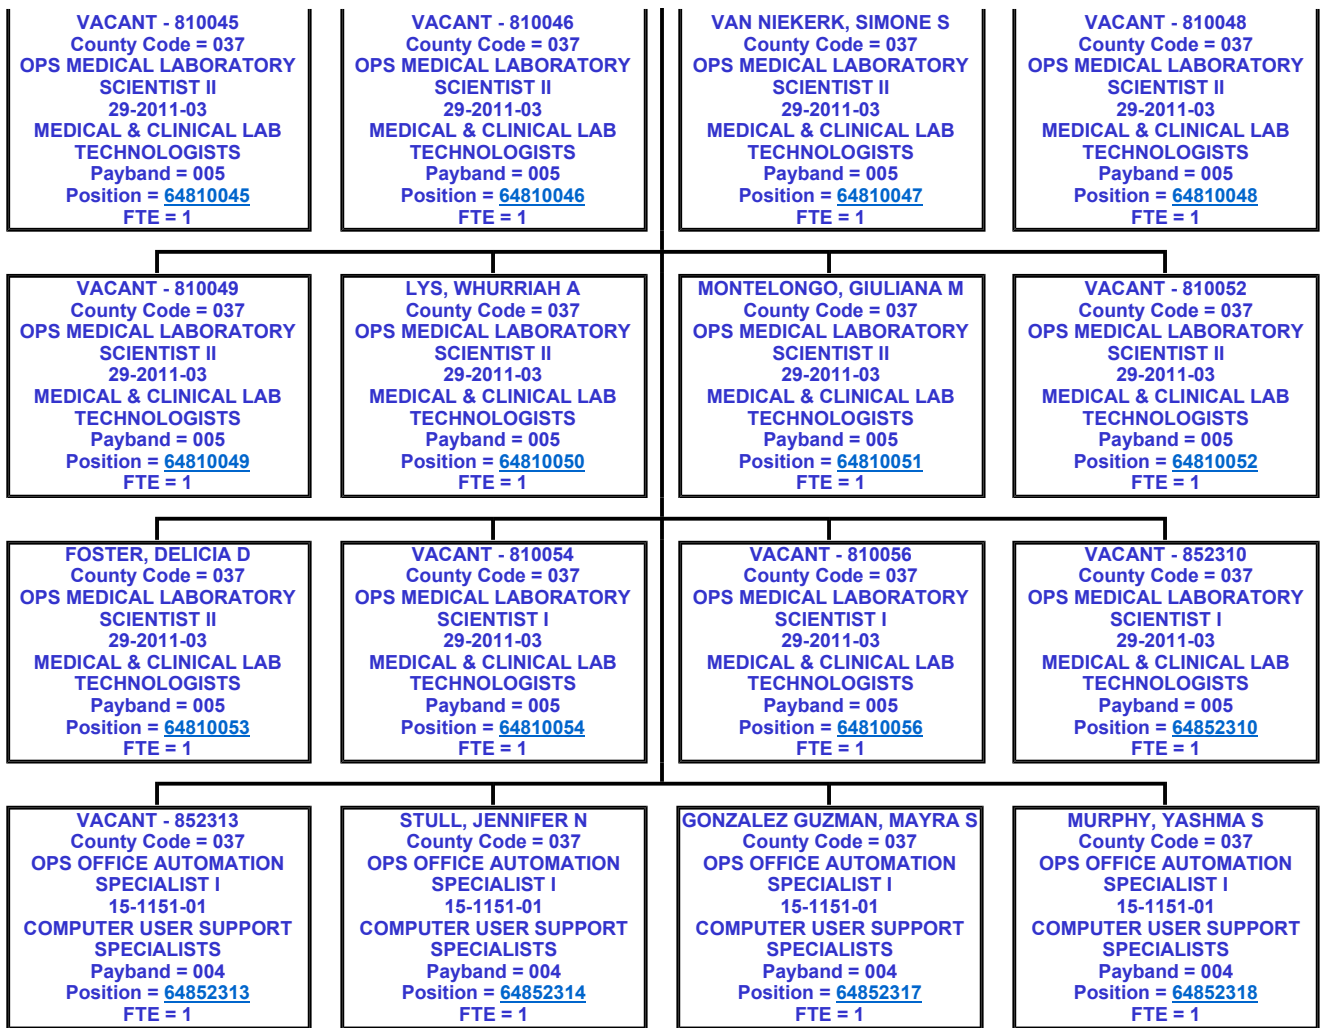 VACANT - 810045
County Code = 037
OPS MEDICAL LABORATORY
SCIENTIST II
29-2011-03
MEDICAL & CLINICAL LAB
TECHNOLOGISTS
Payband = 005
Position = 64810045
FTE = 1
VACANT - 810046
County Code = 037
OPS MEDICAL LABORATORY
SCIENTIST II
29-2011-03
MEDICAL & CLINICAL LAB
TECHNOLOGISTS
Payband = 005
Position = 64810046
FTE = 1
VAN NIEKERK, SIMONE S
County Code = 037
OPS MEDICAL LABORATORY
SCIENTIST II
29-2011-03
MEDICAL & CLINICAL LAB
TECHNOLOGISTS
Payband = 005
Position = 64810047
FTE = 1
VACANT - 810048
County Code = 037
OPS MEDICAL LABORATORY
SCIENTIST II
29-2011-03
MEDICAL & CLINICAL LAB
TECHNOLOGISTS
Payband = 005
Position = 64810048
FTE = 1
VACANT - 810049
County Code = 037
OPS MEDICAL LABORATORY
SCIENTIST II
29-2011-03
MEDICAL & CLINICAL LAB
TECHNOLOGISTS
Payband = 005
Position = 64810049
FTE = 1
LYS, WHURRIAH A
County Code = 037
OPS MEDICAL LABORATORY
SCIENTIST II
29-2011-03
MEDICAL & CLINICAL LAB
TECHNOLOGISTS
Payband = 005
Position = 64810050
FTE = 1
MONTELONGO, GIULIANA M
County Code = 037
OPS MEDICAL LABORATORY
SCIENTIST II
29-2011-03
MEDICAL & CLINICAL LAB
TECHNOLOGISTS
Payband = 005
Position = 64810051
FTE = 1
VACANT - 810052
County Code = 037
OPS MEDICAL LABORATORY
SCIENTIST II
29-2011-03
MEDICAL & CLINICAL LAB
TECHNOLOGISTS
Payband = 005
Position = 64810052
FTE = 1
FOSTER, DELICIA D
County Code = 037
OPS MEDICAL LABORATORY
SCIENTIST II
29-2011-03
MEDICAL & CLINICAL LAB
TECHNOLOGISTS
Payband = 005
Position = 64810053
FTE = 1
VACANT - 810054
County Code = 037
OPS MEDICAL LABORATORY
SCIENTIST I
29-2011-03
MEDICAL & CLINICAL LAB
TECHNOLOGISTS
Payband = 005
Position = 64810054
FTE = 1
VACANT - 810056
County Code = 037
OPS MEDICAL LABORATORY
SCIENTIST I
29-2011-03
MEDICAL & CLINICAL LAB
TECHNOLOGISTS
Payband = 005
Position = 64810056
FTE = 1
VACANT - 852310
County Code = 037
OPS MEDICAL LABORATORY
SCIENTIST I
29-2011-03
MEDICAL & CLINICAL LAB
TECHNOLOGISTS
Payband = 005
Position = 64852310
FTE = 1
VACANT - 852313
County Code = 037
OPS OFFICE AUTOMATION
SPECIALIST I
15-1151-01
COMPUTER USER SUPPORT
SPECIALISTS
Payband = 004
Position = 64852313
FTE = 1
STULL, JENNIFER N
County Code = 037
OPS OFFICE AUTOMATION
SPECIALIST I
15-1151-01
COMPUTER USER SUPPORT
SPECIALISTS
Payband = 004
Position = 64852314
FTE = 1
GONZALEZ GUZMAN, MAYRA S
County Code = 037
OPS OFFICE AUTOMATION
SPECIALIST I
15-1151-01
COMPUTER USER SUPPORT
SPECIALISTS
Payband = 004
Position = 64852317
FTE = 1
MURPHY, YASHMA S
County Code = 037
OPS OFFICE AUTOMATION
SPECIALIST I
15-1151-01
COMPUTER USER SUPPORT
SPECIALISTS
Payband = 004
Position = 64852318
FTE = 1